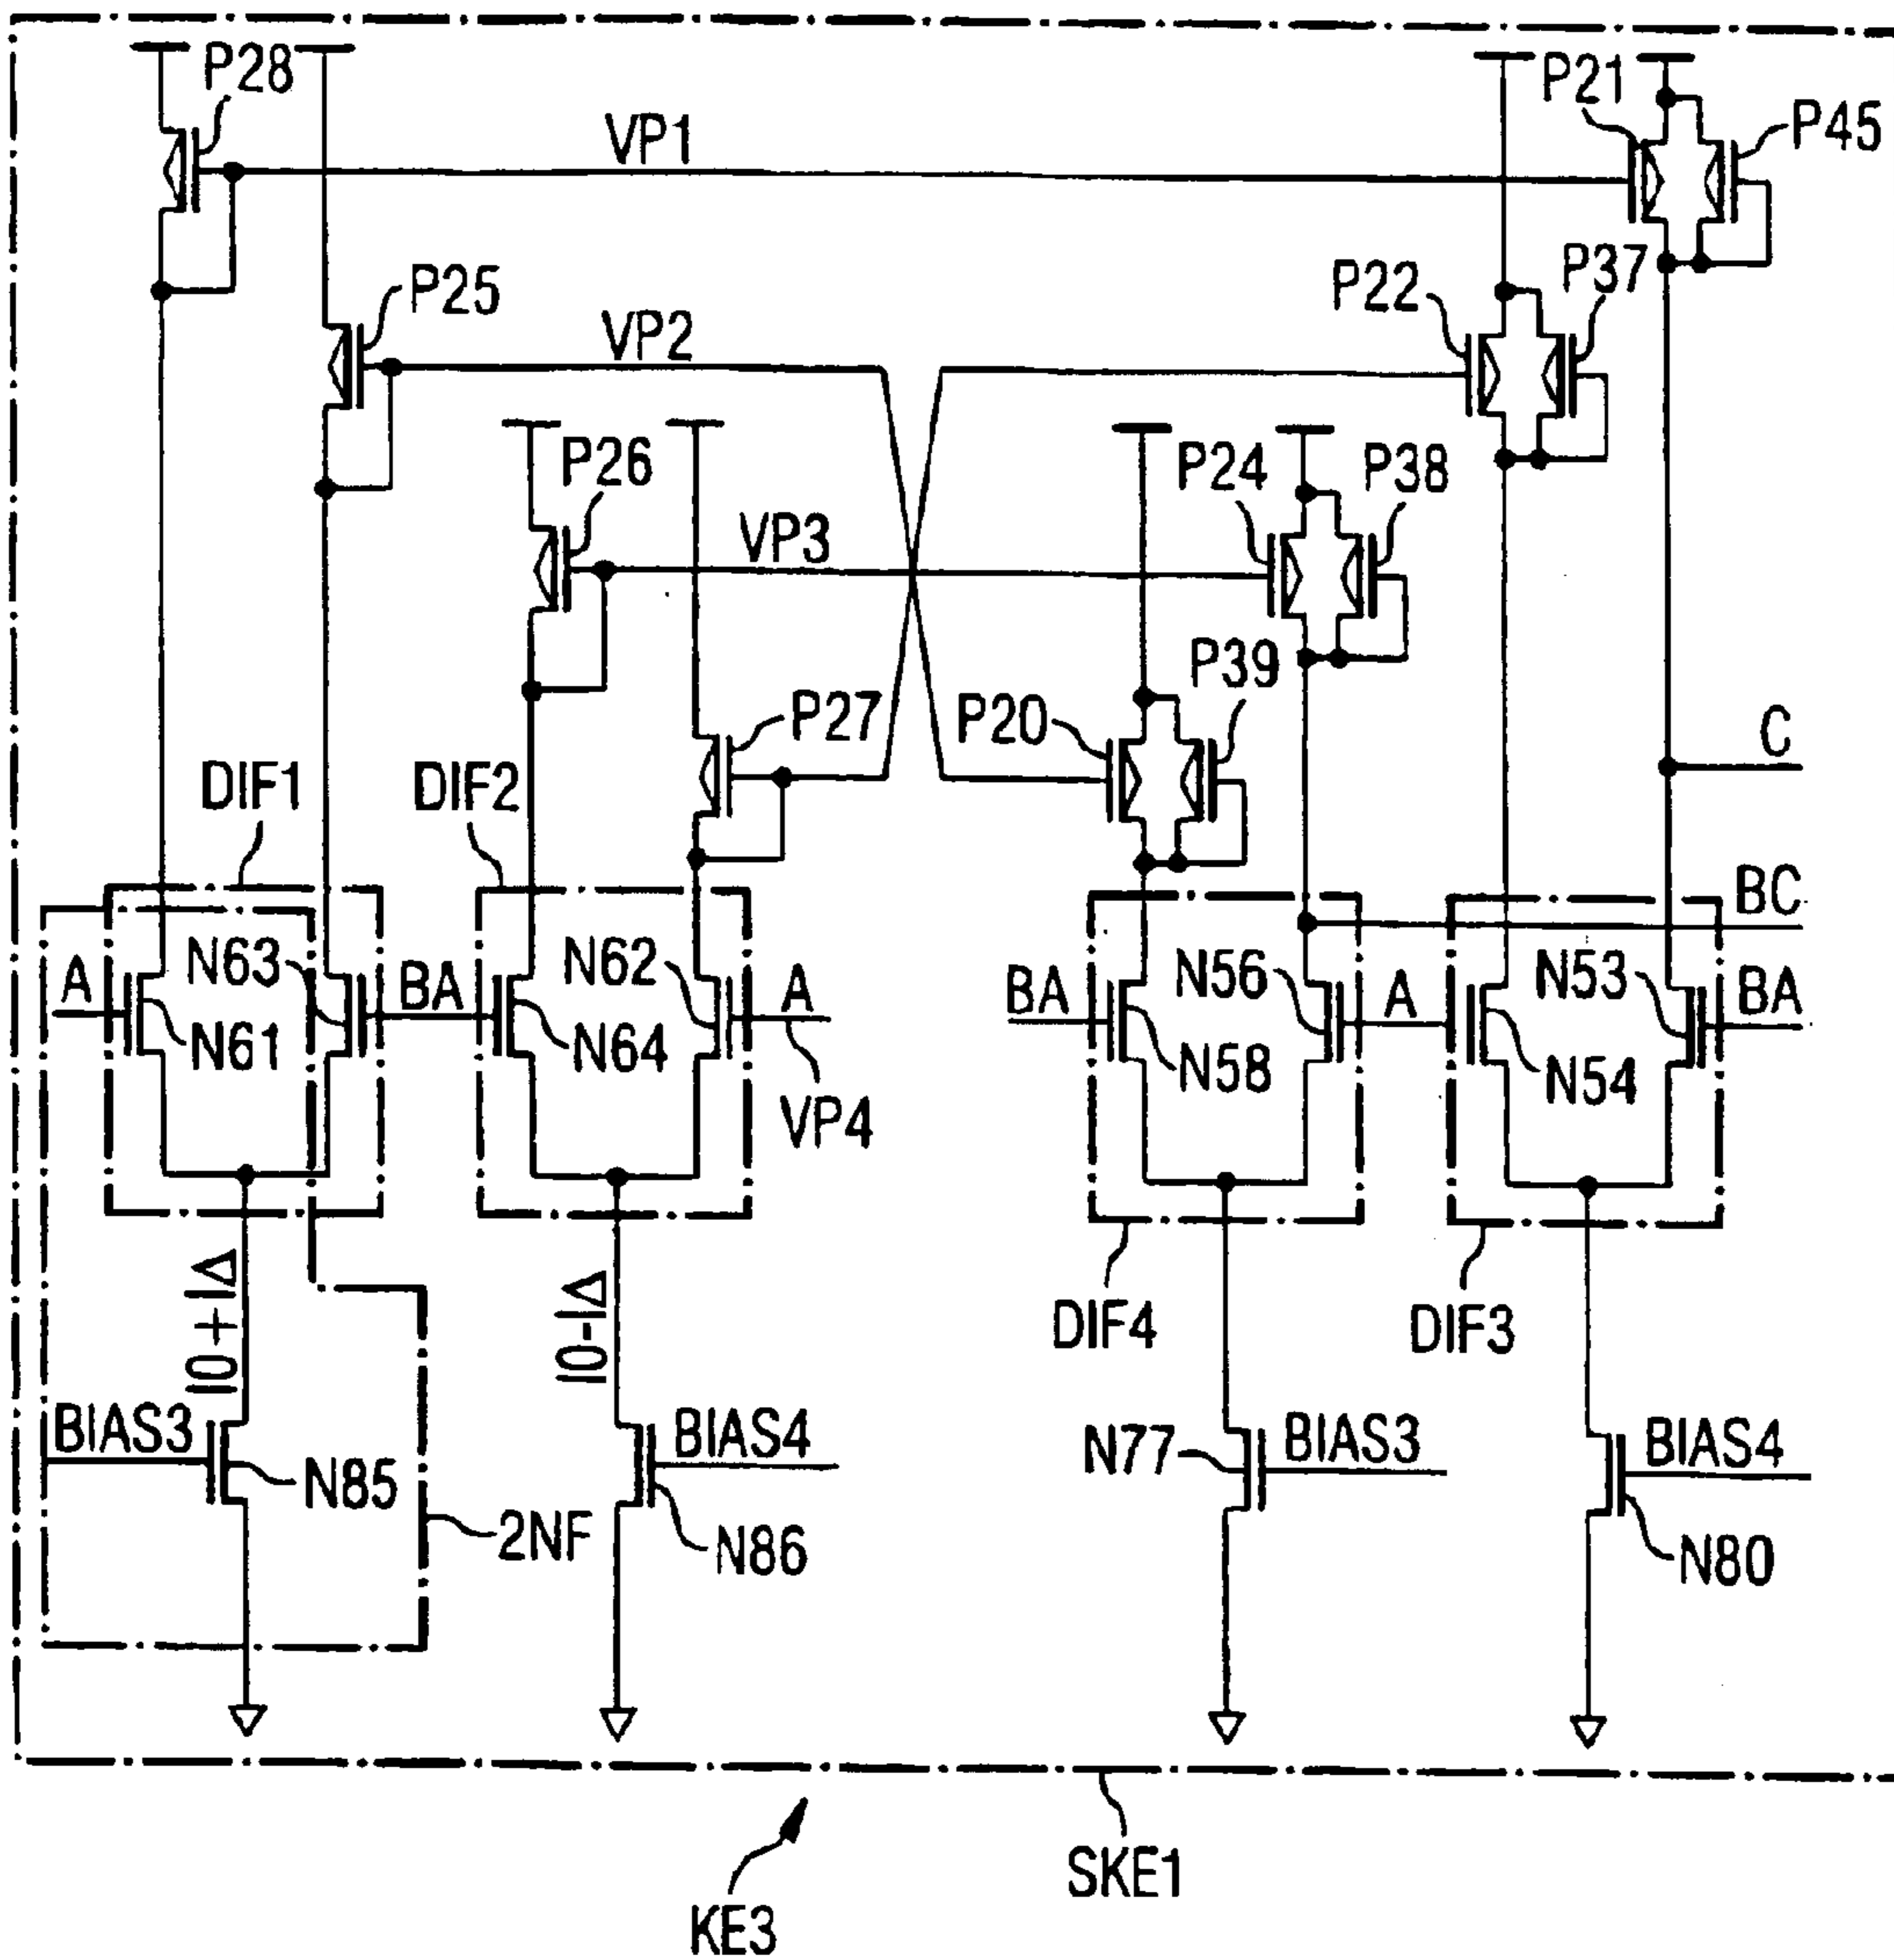 P28
P21
P45
VP1
P25
P22
P37
VP2
P26
P24
P38
VP3
P39
P27
P20
C
DIF1
DIF2
BC
A
N63
BA
N62
A
BA
N56
A
N53
BA
N61
N64
N58
N54
VP4
I0+IΔ
I0-IΔ
DIF4
DIF3
BIAS3
BIAS4
N77
BIAS3
BIAS4
N85
2NF
N86
N80
SKE1
KE3